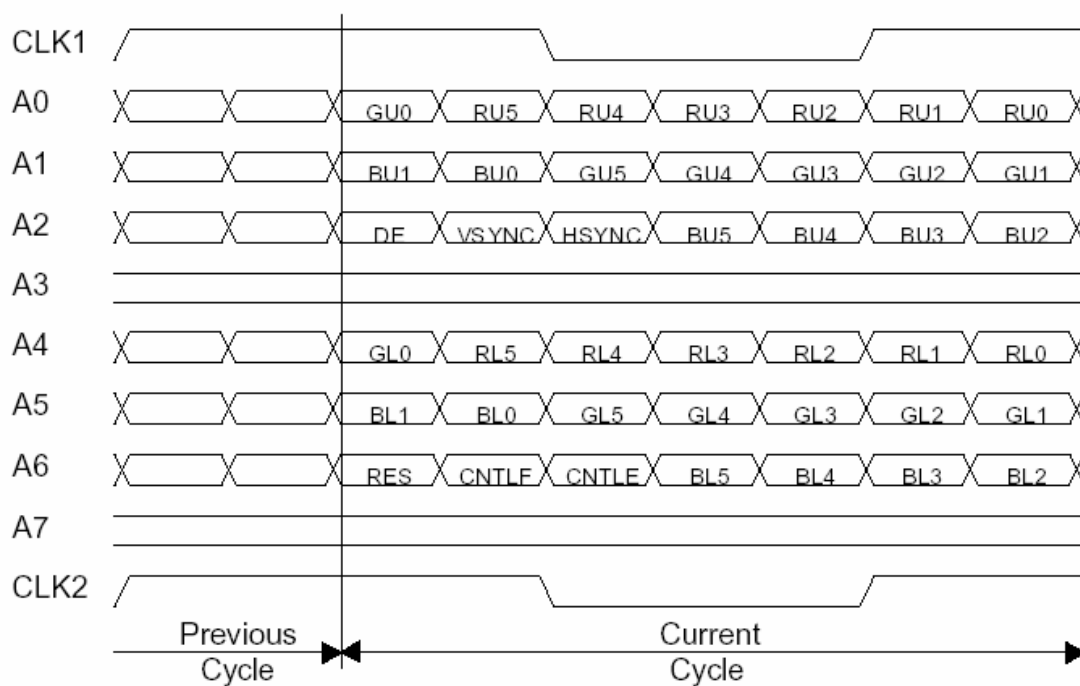 CLK1
A0 GU0 RU5 RU4 RU3 RU2 RU1 RU0
A1 BU1 BU0 GU5 GU4 GU3 GU2 GU1
A2 DE VSYNC HSYNC BU5 BU4 BU3 BU2
A3
A4 GL0 RL5 RL4 RL3 RL2 RL1 RL0
A5 BL1 BL0 GL5 GL4 GL3 GL2 GL1
A6 RES CNTLF CNTLE BL5 BL4 BL3 BL2
A7
CLK2
Previous Current
Cycle Cycle